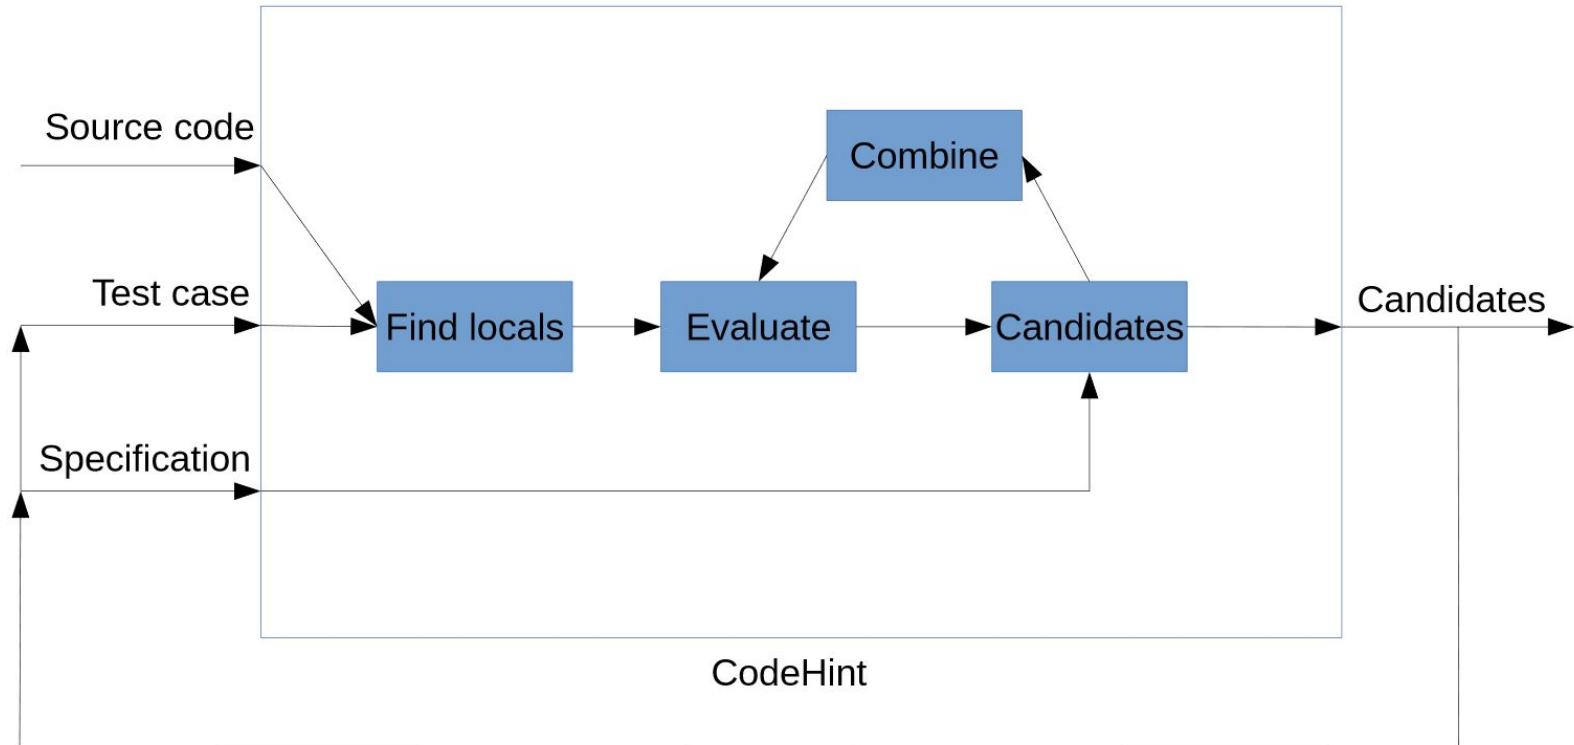 Source code
Combine
Test case
Find locals
Evaluate
Candidates
Candidates
Specification
CodeHint